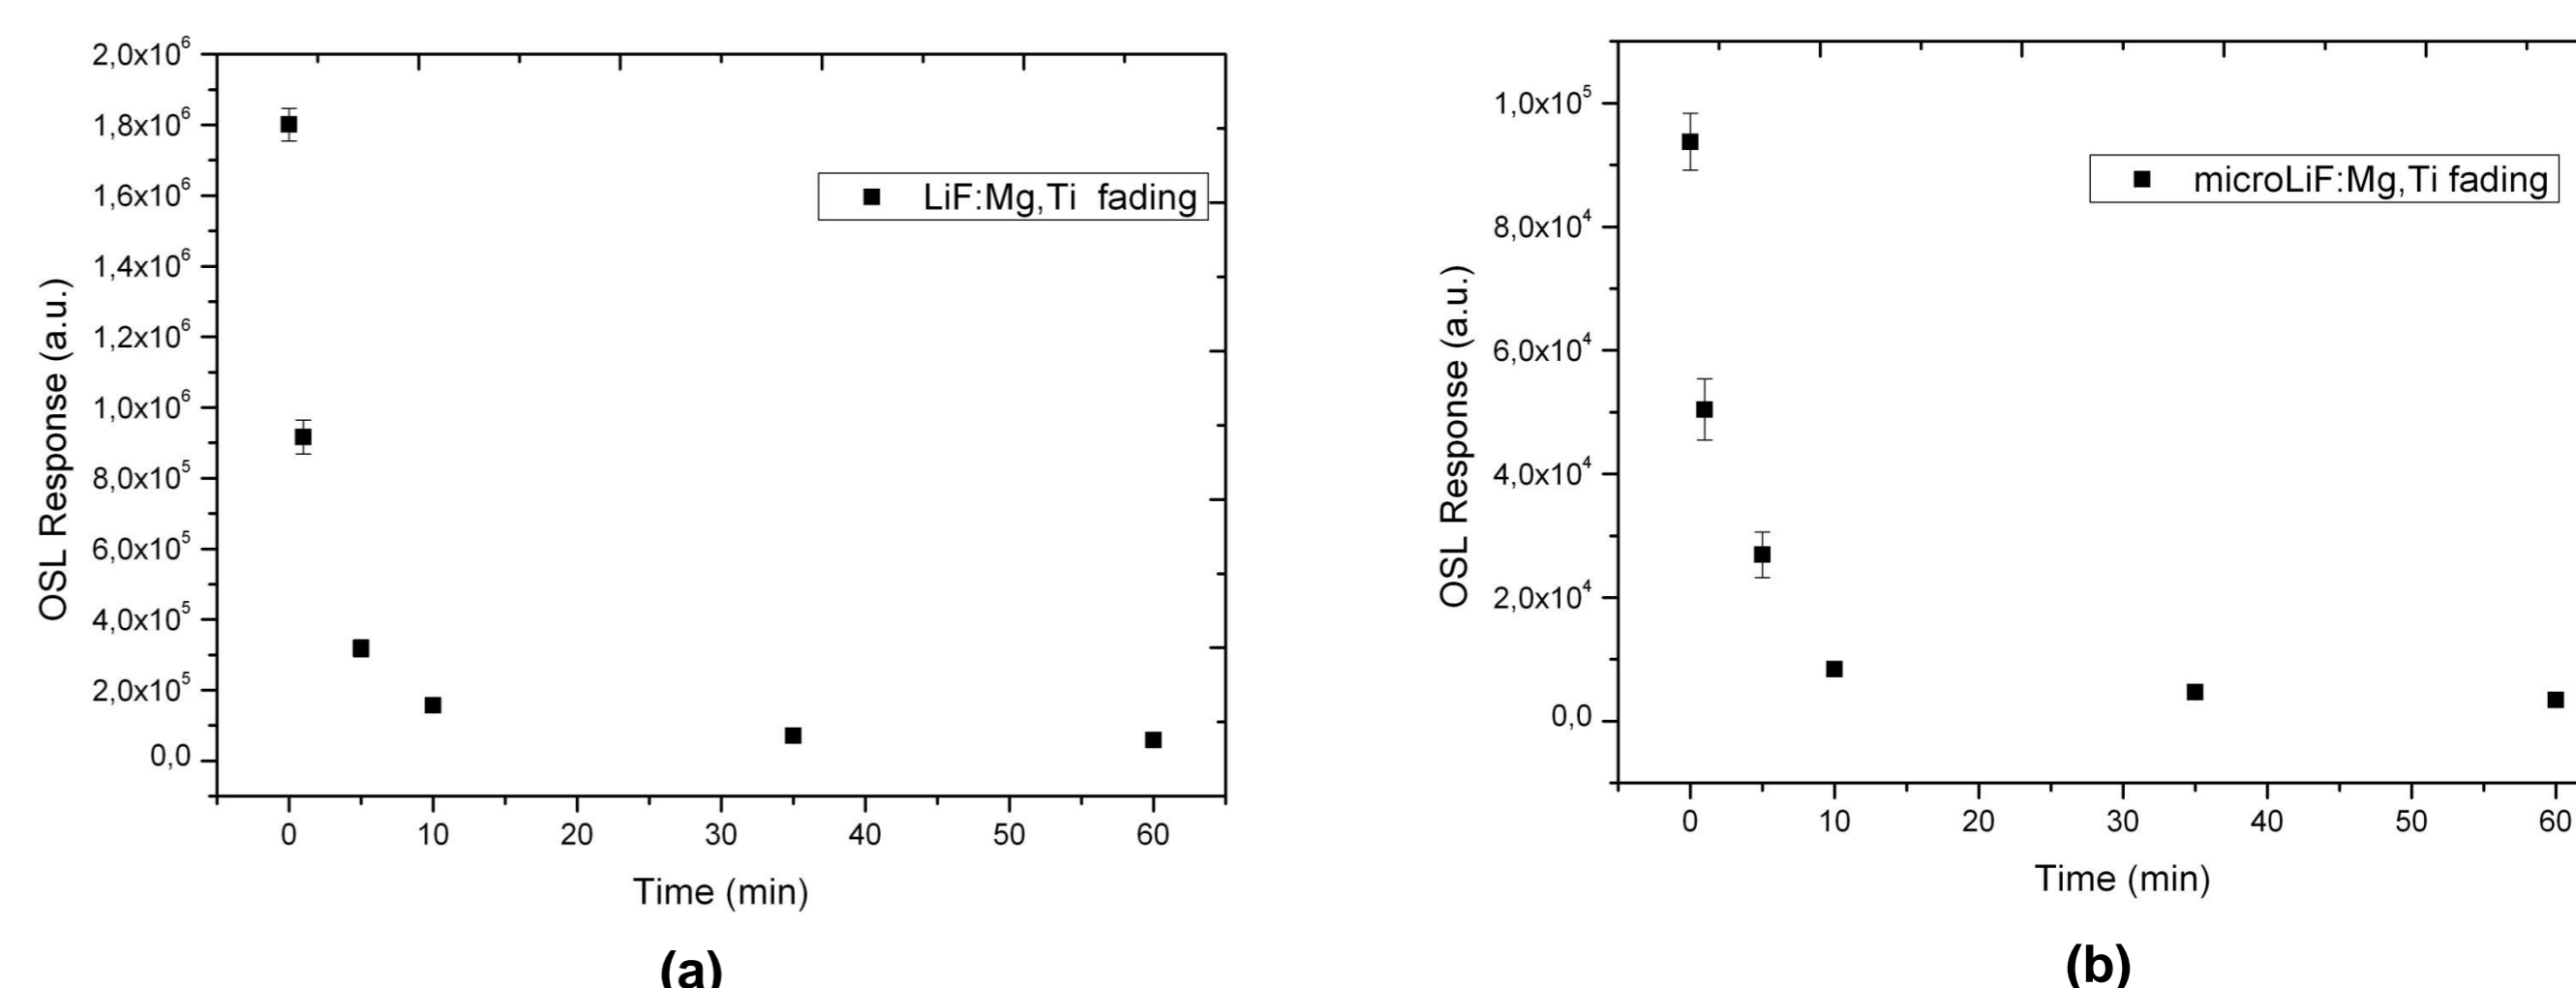 2,0x10⁶
1,8x10⁶
1,6x10⁶
1,4x10⁶
1,2x10⁶
1,0x10⁶
8,0x10⁵
6,0x10⁵
4,0x10⁵
2,0x10⁵
0,0
OSL Response (a.u.)
LiF:Mg,Ti fading
0 10 20 30 40 50 60
Time (min)
(a)
1,0x10⁵
8,0x10⁴
6,0x10⁴
4,0x10⁴
2,0x10⁴
0,0
OSL Response (a.u.)
microLiF:Mg,Ti fading
0 10 20 30 40 50 60
Time (min)
(b)